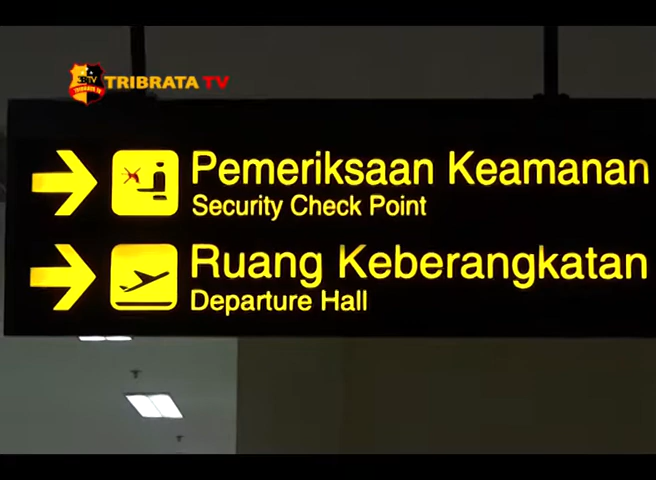 TRIBRATA TV
Pemeriksaan Keamanan
Security Check Point
Ruang Keberangkatan
Departure Hall